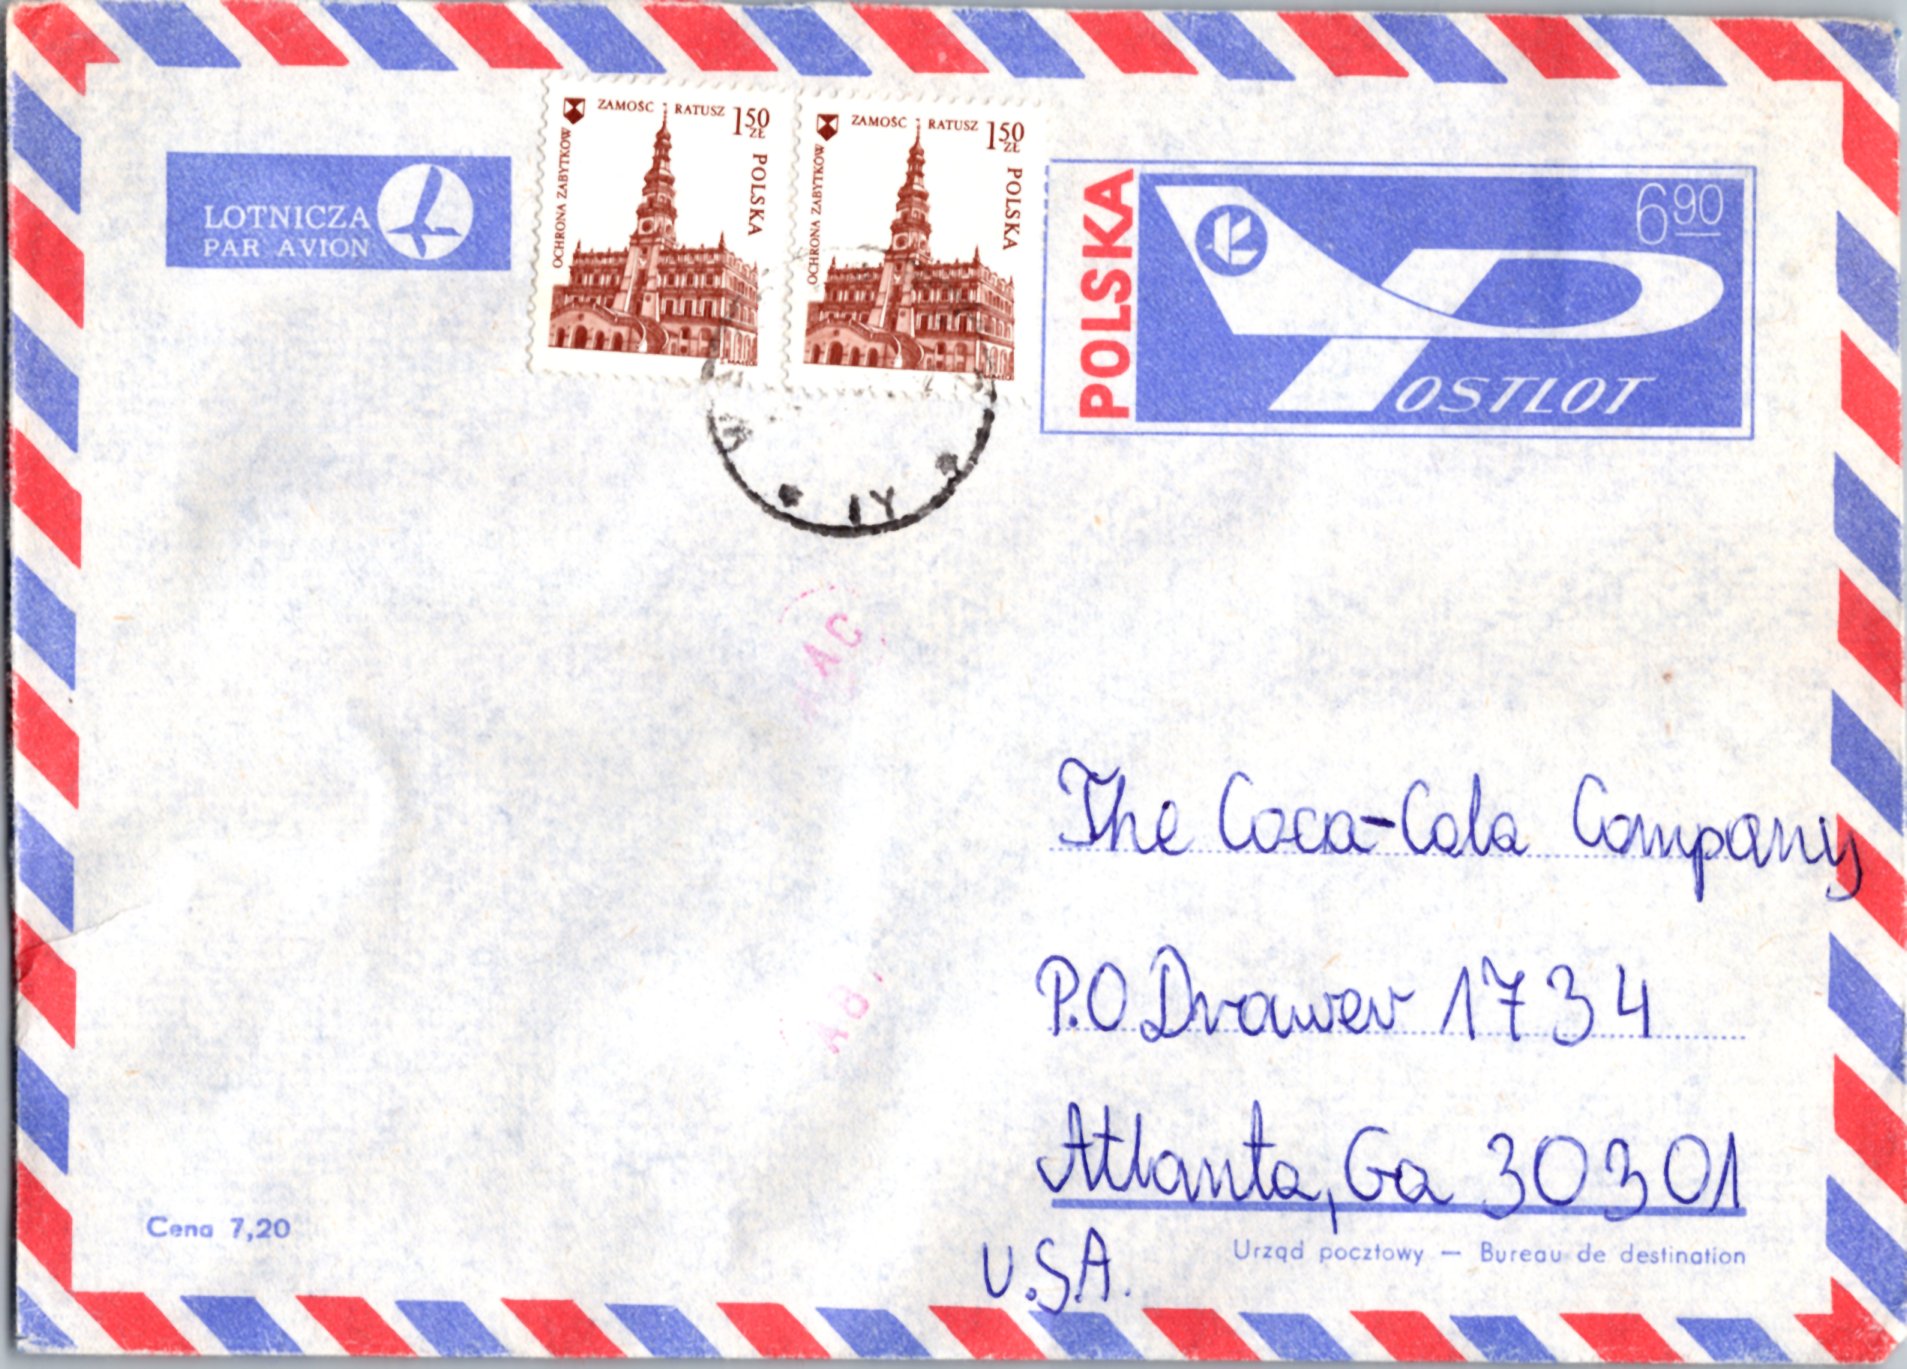 LOTNICZA
PAR AVION
ZAMOŚĆ RATUSZ
1,50 ZŁ
POLSKA
OCHRONA ZABYTKÓW
ZAMOŚĆ RATUSZ
1,50 ZŁ
POLSKA
OCHRONA ZABYTKÓW
POLSKA
6 90
POSTLOT
The Coca-Cola Company
P.O Drawer 1734
Atlanta, Ga 30301
U.S.A.
Cena 7,20
Urząd pocztowy — Bureau de destination